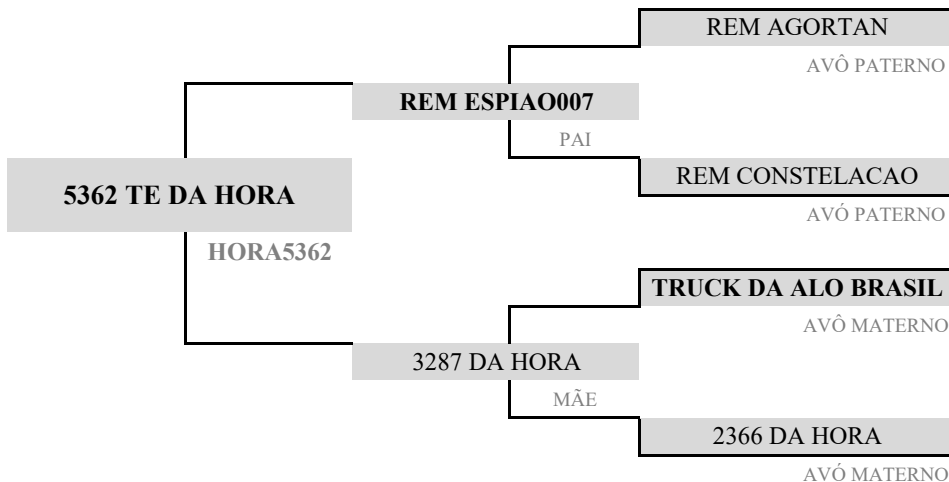 REM AGORTAN
AVÔ PATERNO
REM ESPIAO007
PAI
REM CONSTELACAO
AVÓ PATERNO
5362 TE DA HORA
HORA5362
TRUCK DA ALO BRASIL
AVÔ MATERNO
3287 DA HORA
MÃE
2366 DA HORA
AVÓ MATERNO